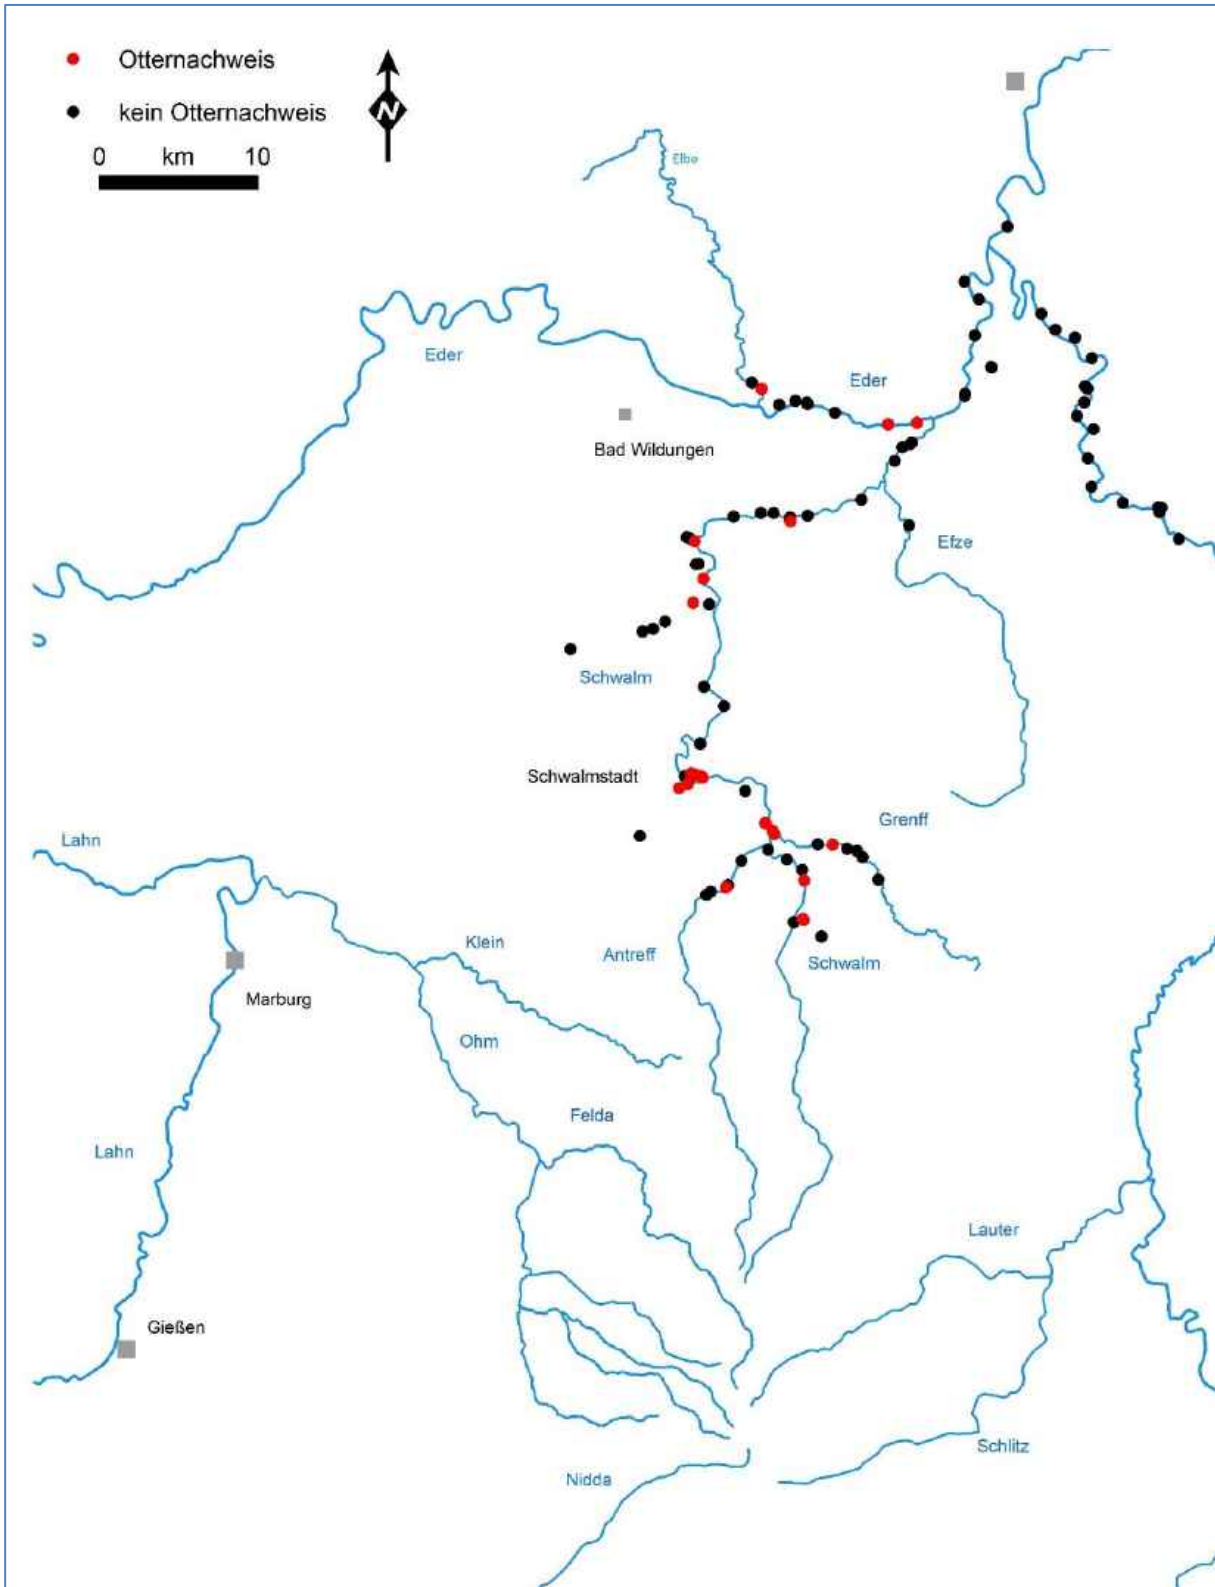 Otternachweis
kein Otternachweis
0 km 10
N
Elbe
Eder
Eder
Bad Wildungen
Efze
Schwalm
Schwalmstadt
Grenff
Lahn
Klein
Antreff
Schwalm
Marburg
Ohm
Felda
Lahn
Lauter
Gießen
Schlitz
Nidda